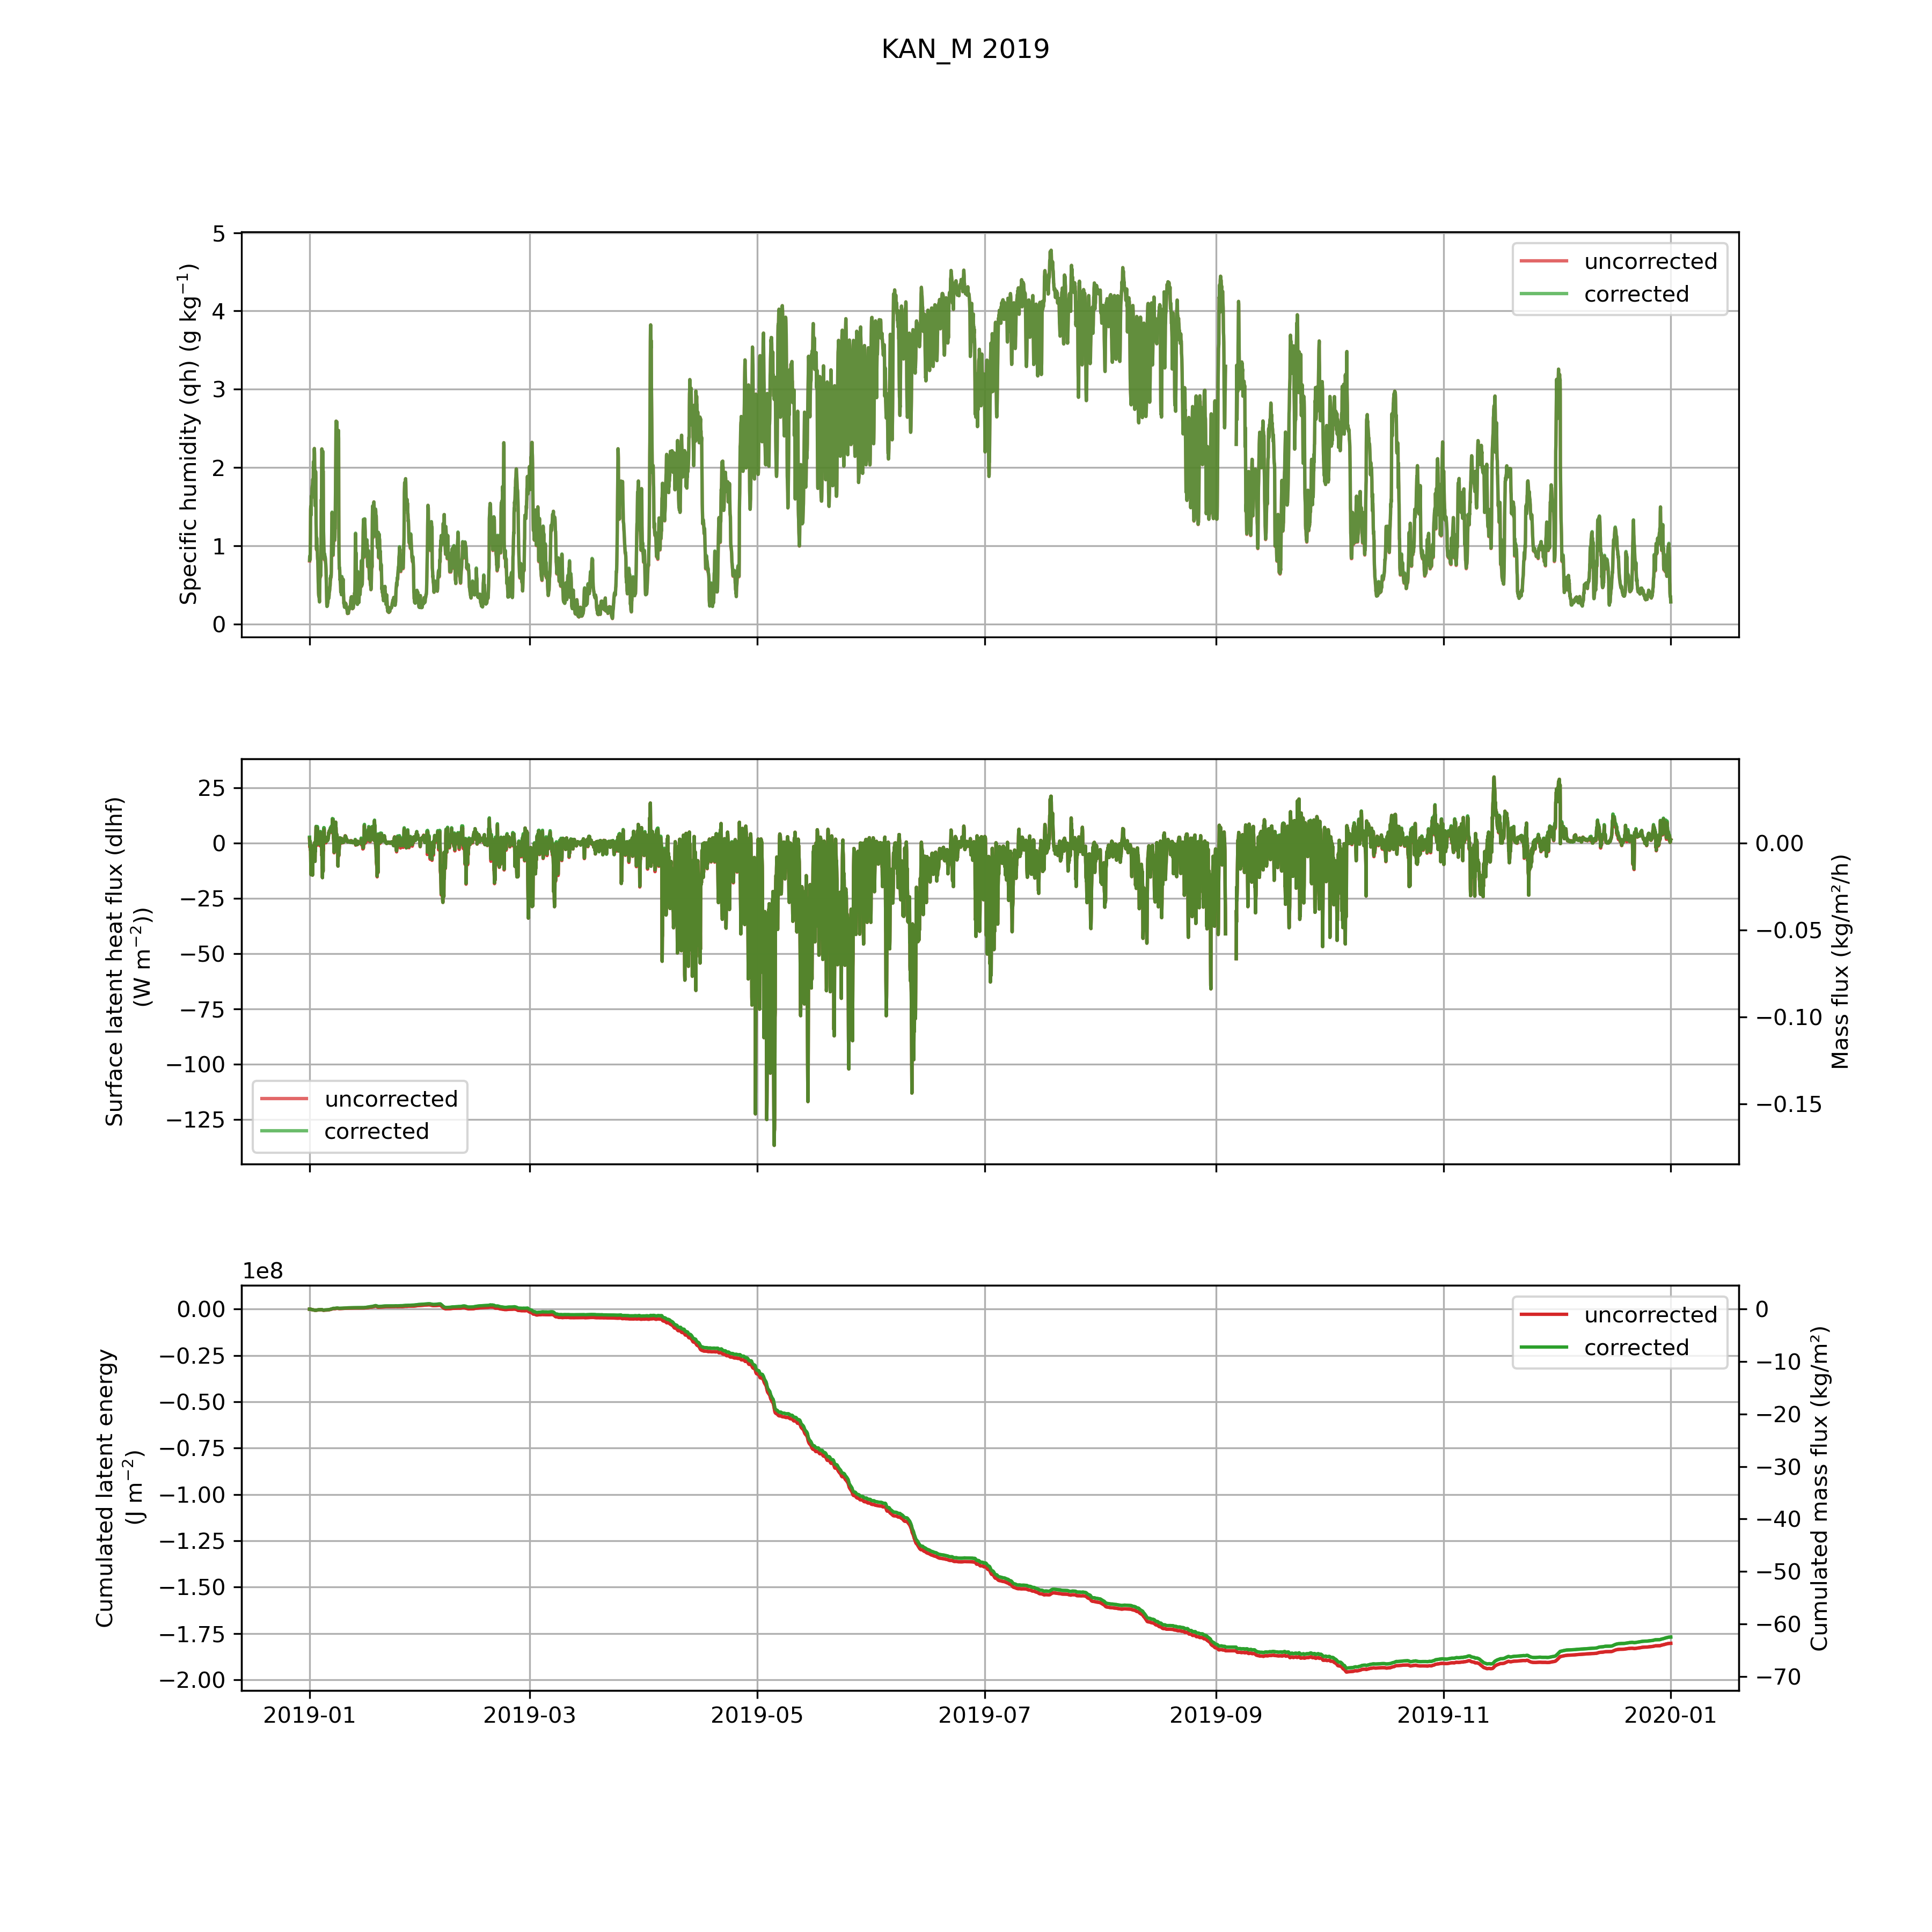 KAN_M 2019
Specific humidity (qh) (g kg⁻¹)
5
4
3
2
1
0
uncorrected
corrected
Surface latent heat flux (dlhf)
(W m⁻²))
25
0
−25
−50
−75
−100
−125
uncorrected
corrected
0.00
−0.05
−0.10
−0.15
Mass flux (kg/m²/h)
1e8
Cumulated latent energy
(J m⁻²)
0.00
−0.25
−0.50
−0.75
−1.00
−1.25
−1.50
−1.75
−2.00
uncorrected
corrected
0
−10
−20
−30
−40
−50
−60
−70
Cumulated mass flux (kg/m²)
2019-01 2019-03 2019-05 2019-07 2019-09 2019-11 2020-01